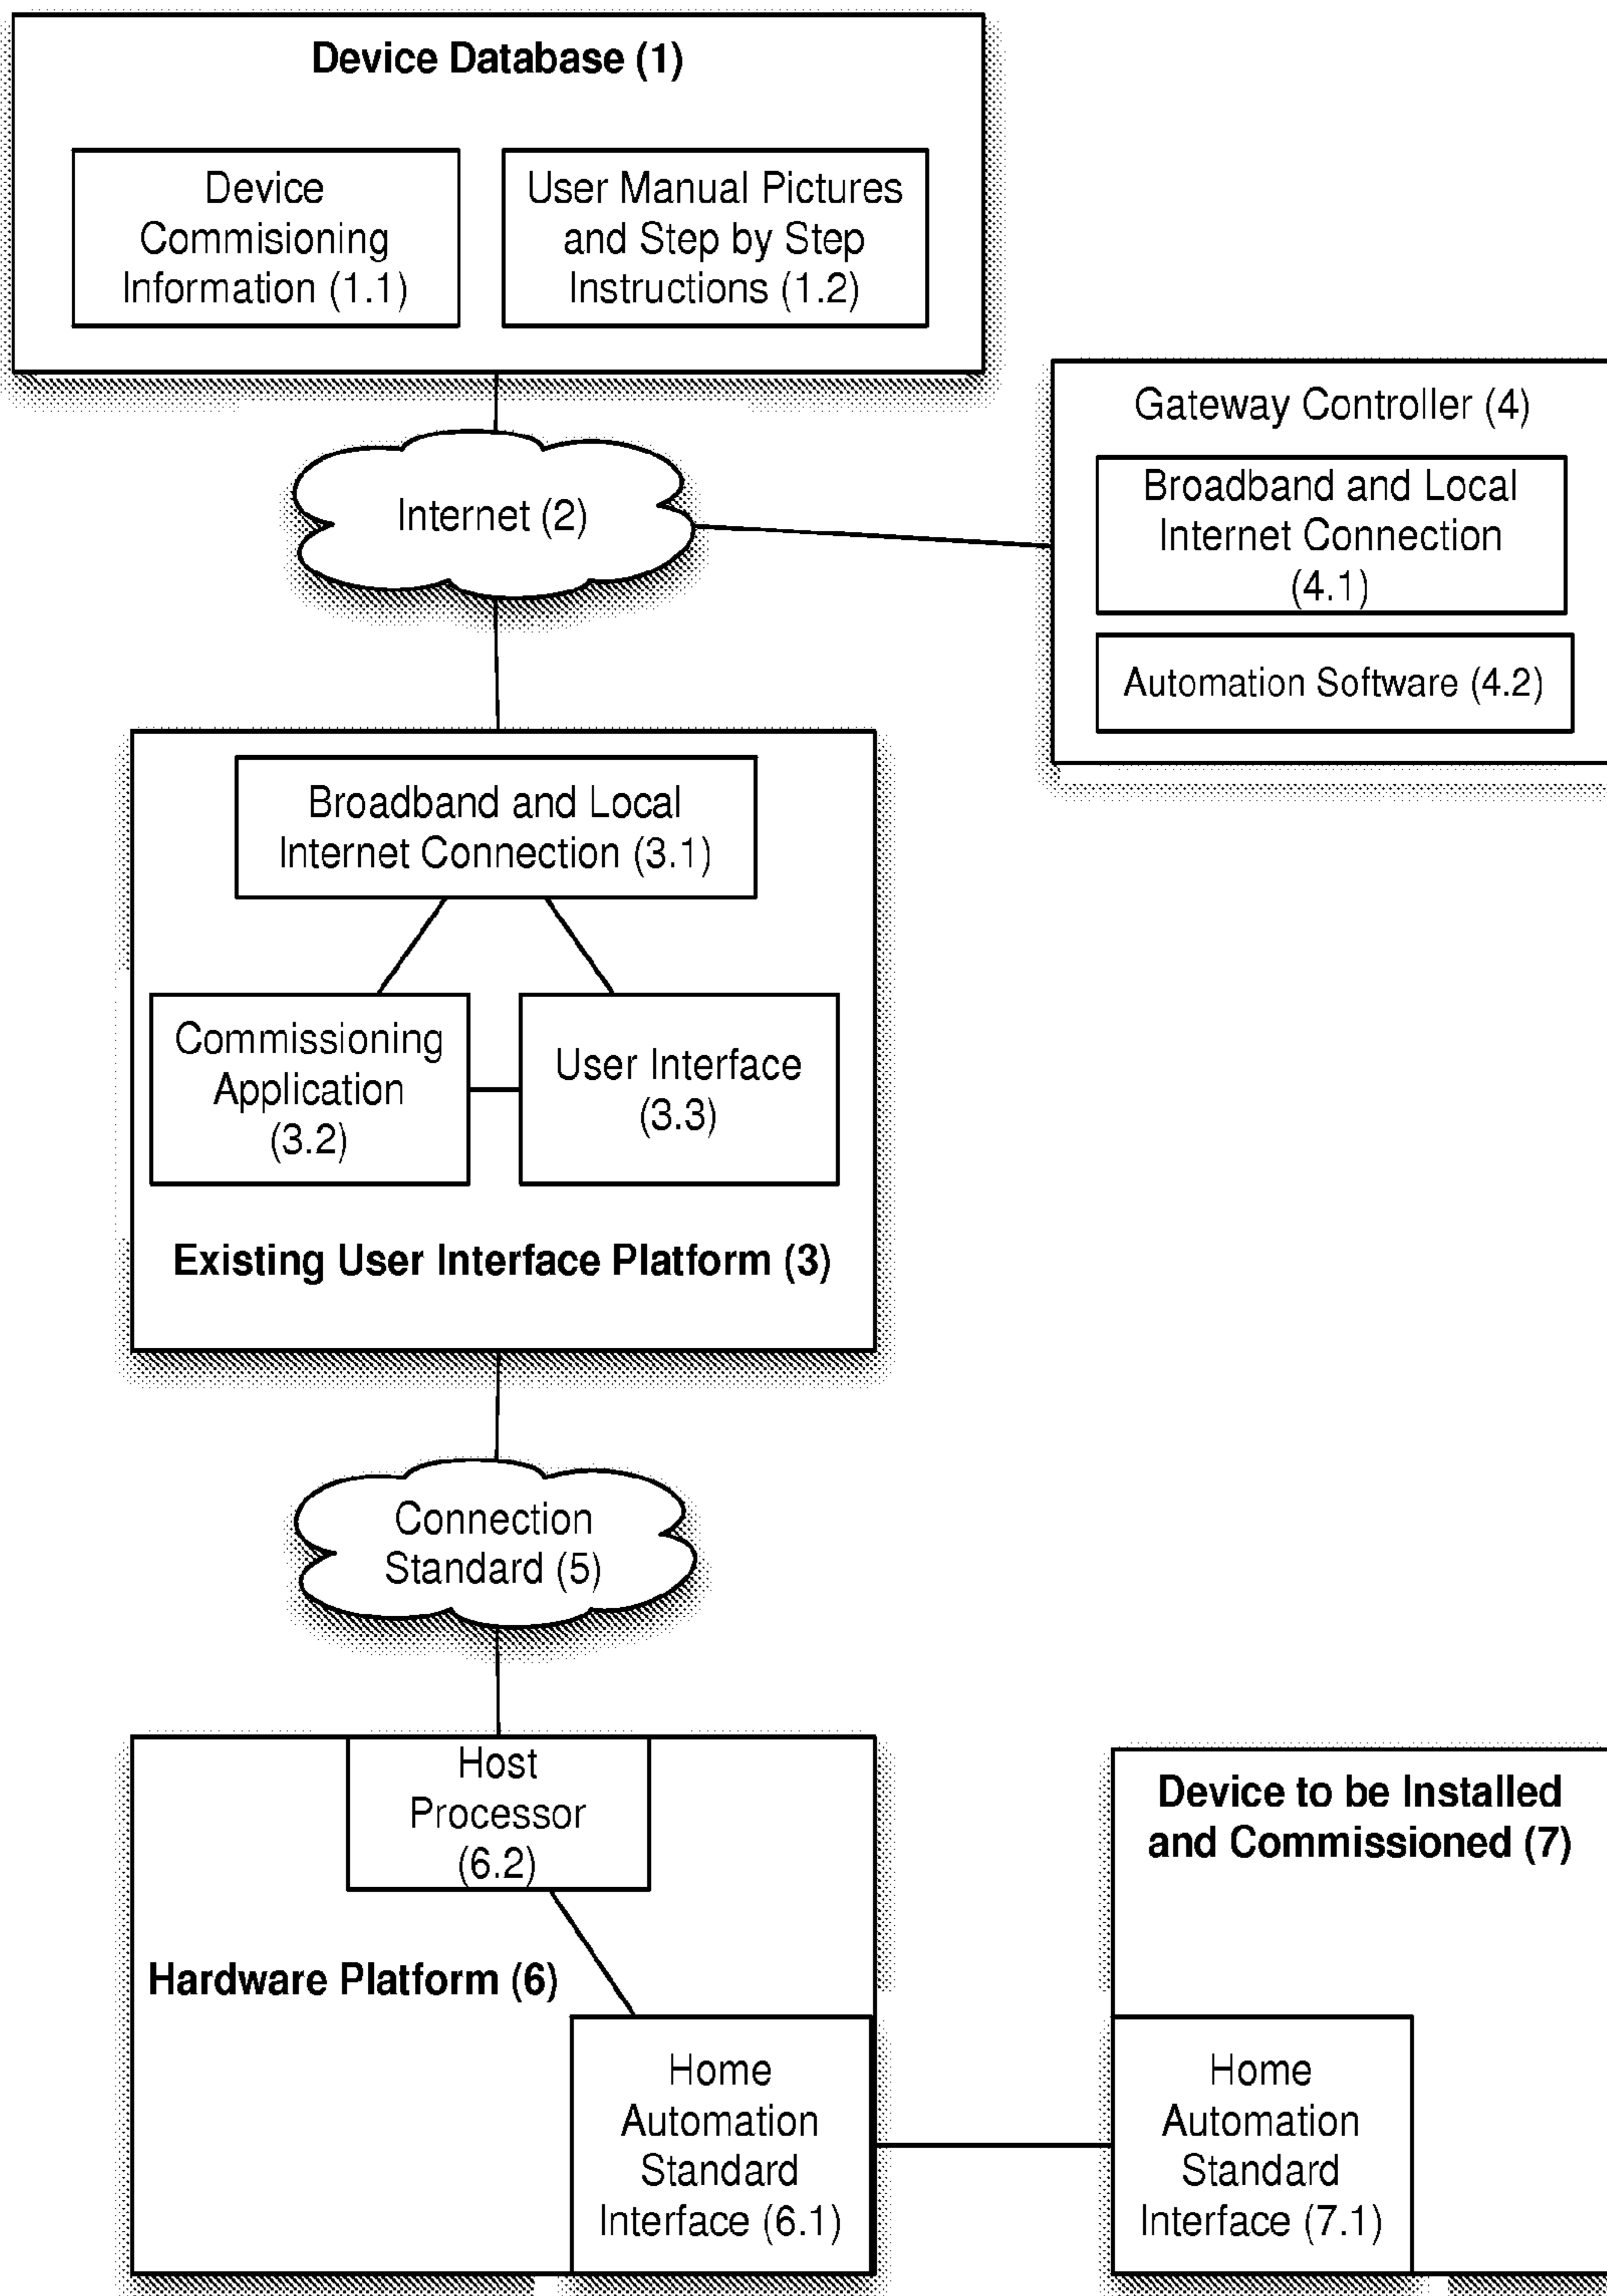 Device Database (1)
Device
Commisioning
Information (1.1)
User Manual Pictures
and Step by Step
Instructions (1.2)
Internet (2)
Gateway Controller (4)
Broadband and Local
Internet Connection
(4.1)
Automation Software (4.2)
Broadband and Local
Internet Connection (3.1)
Commissioning
Application
(3.2)
User Interface
(3.3)
Existing User Interface Platform (3)
Connection
Standard (5)
Host
Processor
(6.2)
Hardware Platform (6)
Home
Automation
Standard
Interface (6.1)
Device to be Installed
and Commissioned (7)
Home
Automation
Standard
Interface (7.1)